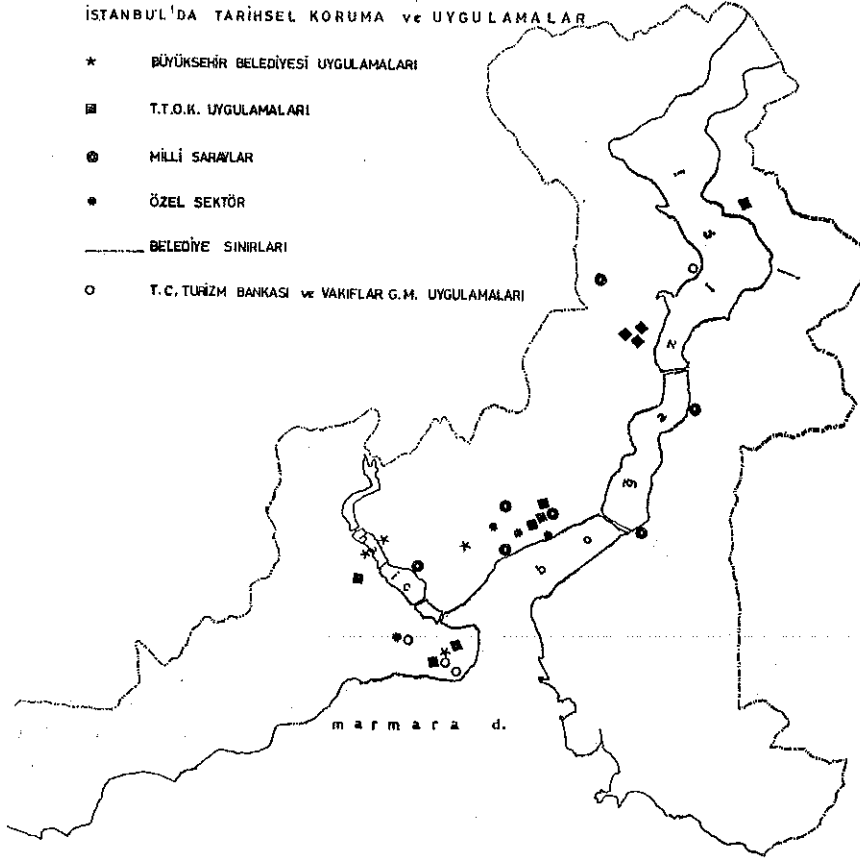 İSTANBUL'DA TARİHSEL KORUMA ve UYGULAMALAR
BÜYÜKSEHİR BELEDİYESİ UYGULAMALARI
T.T.O.K. UYGULAMALARI
MİLLİ SARAYLAR
ÖZEL SEKTÖR
BELEDİYE SINIRLARI
T.C. TURİZM BANKASI ve VAKIFLAR G.M. UYGULAMALARI
b o ğ a z i ç i
marmara d.